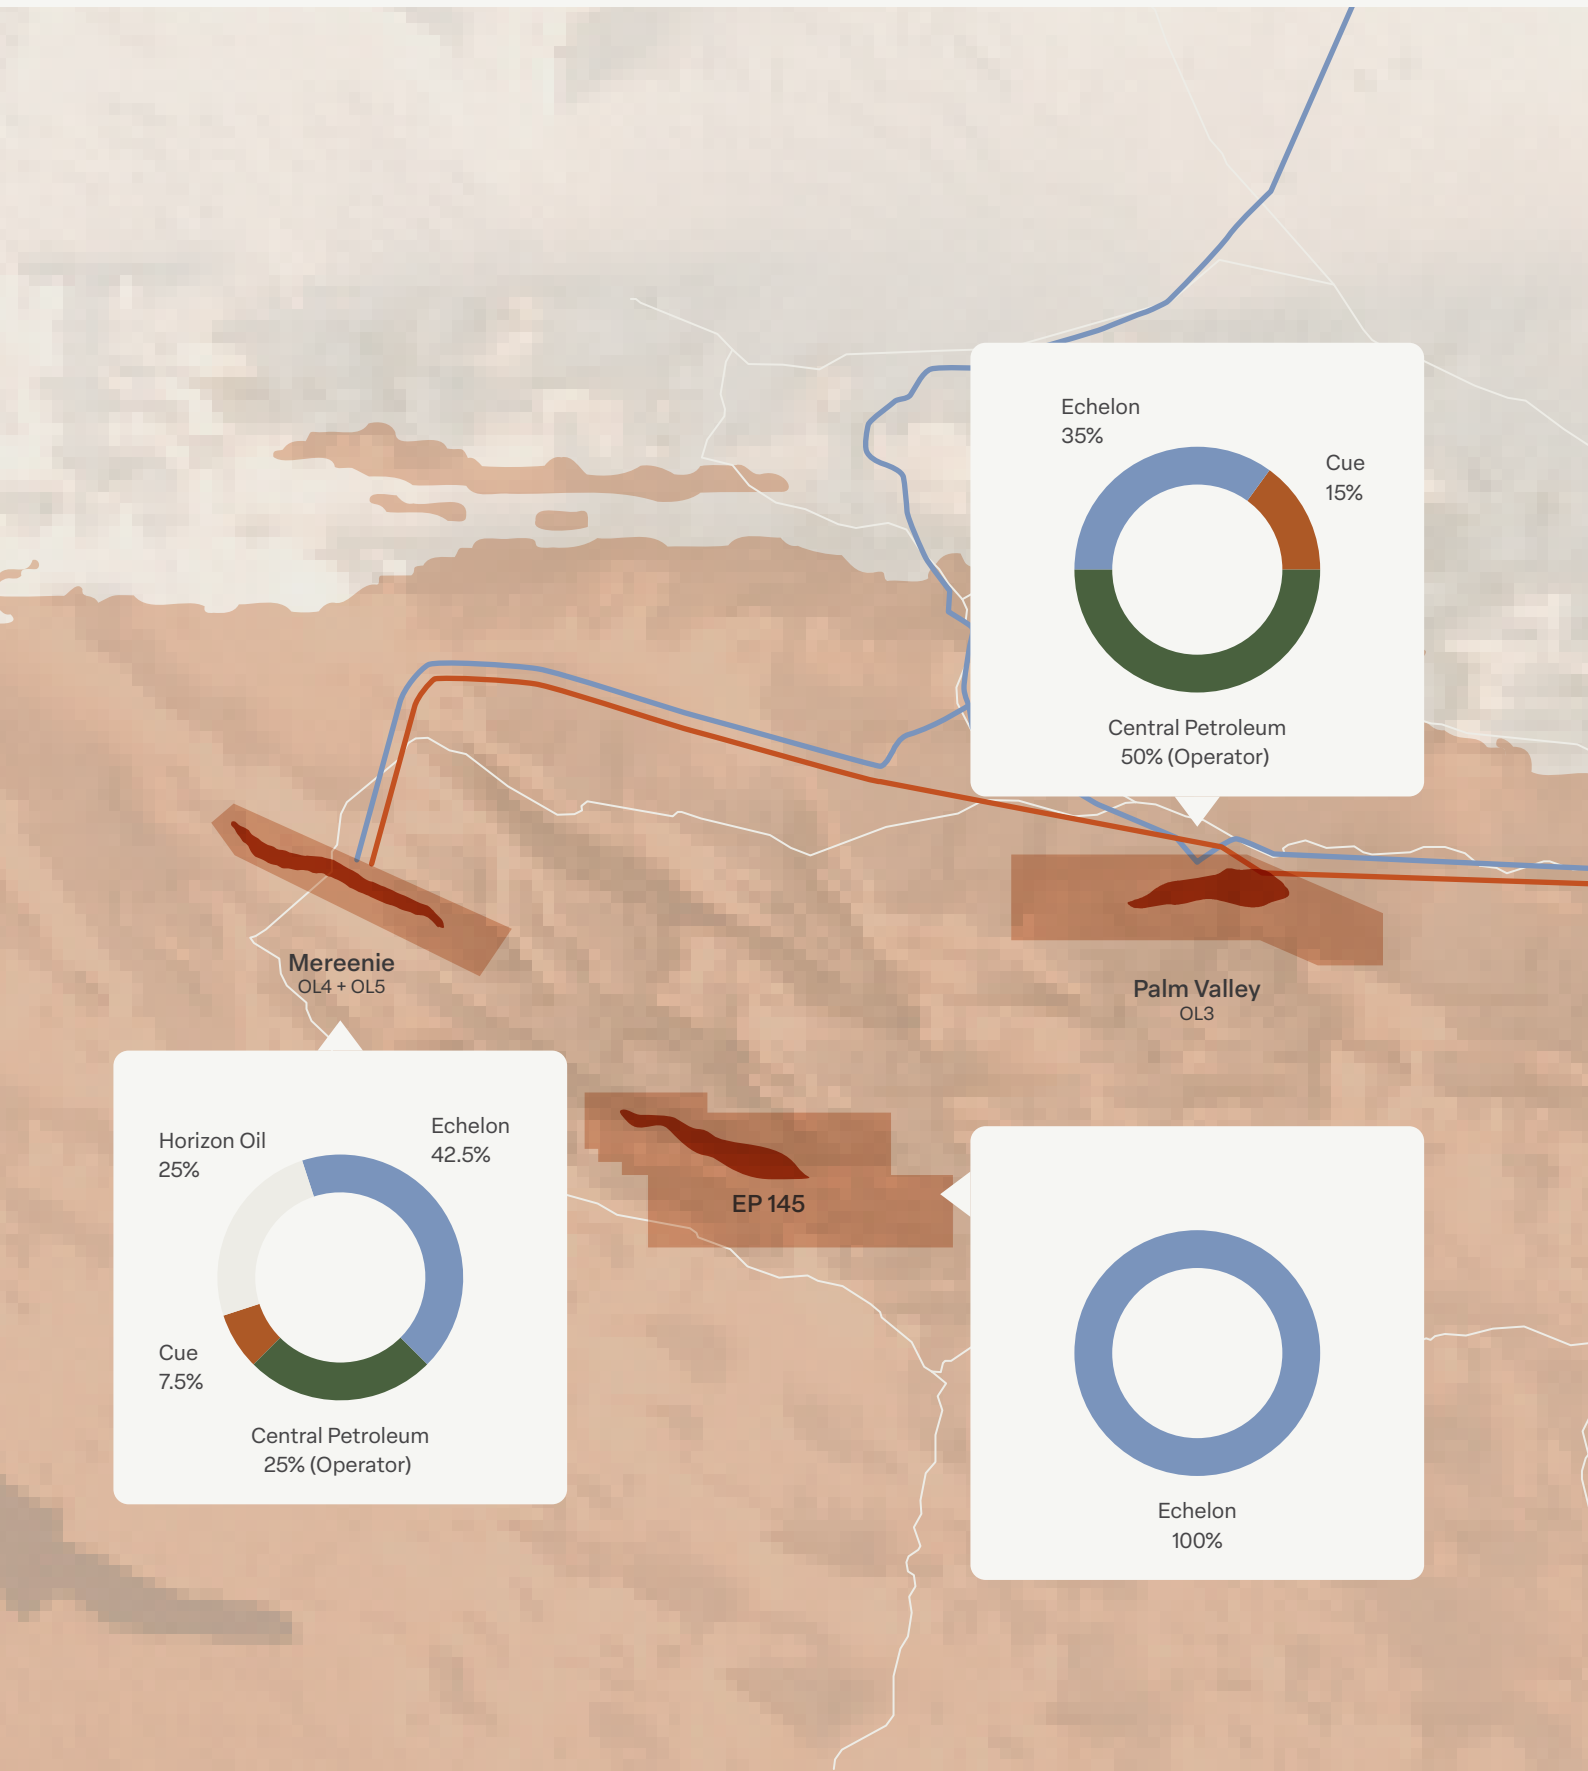 Echelon
35%
Cue
15%
Central Petroleum
50% (Operator)
Mereenie
OL4 + OL5
Palm Valley
OL3
Horizon Oil
25%
Echelon
42.5%
Cue
7.5%
Central Petroleum
25% (Operator)
EP 145
Echelon
100%